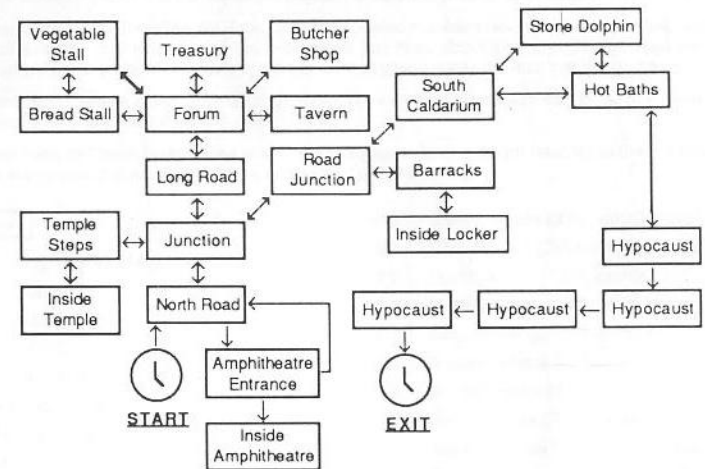 Vegetable
Stall
Treasury
Butcher
Shop
Stone Dolphin
Bread Stall
Forum
Tavern
South
Caldarium
Hot Baths
Long Road
Road
Junction
Barracks
Temple
Steps
Junction
Inside Locker
Hypocaust
Inside
Temple
North Road
Hypocaust
Hypocaust
Hypocaust
Amphitheatre
Entrance
START
EXIT
Inside
Amphitheatre